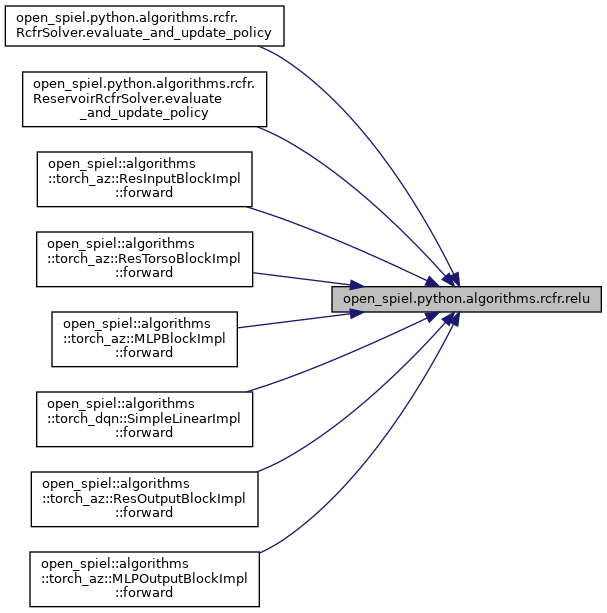 open_spiel.python.algorithms.rcfr.
RcfrSolver.evaluate_and_update_policy
open_spiel.python.algorithms.rcfr.
ReservoirRcfrSolver.evaluate
_and_update_policy
open_spiel::algorithms
::torch_az::ResInputBlockImpl
::forward
open_spiel::algorithms
::torch_az::ResTorsoBlockImpl
::forward
open_spiel.python.algorithms.rcfr.relu
open_spiel::algorithms
::torch_az::MLPBlockImpl
::forward
open_spiel::algorithms
::torch_dqn::SimpleLinearImpl
::forward
open_spiel::algorithms
::torch_az::ResOutputBlockImpl
::forward
open_spiel::algorithms
::torch_az::MLPOutputBlockImpl
::forward